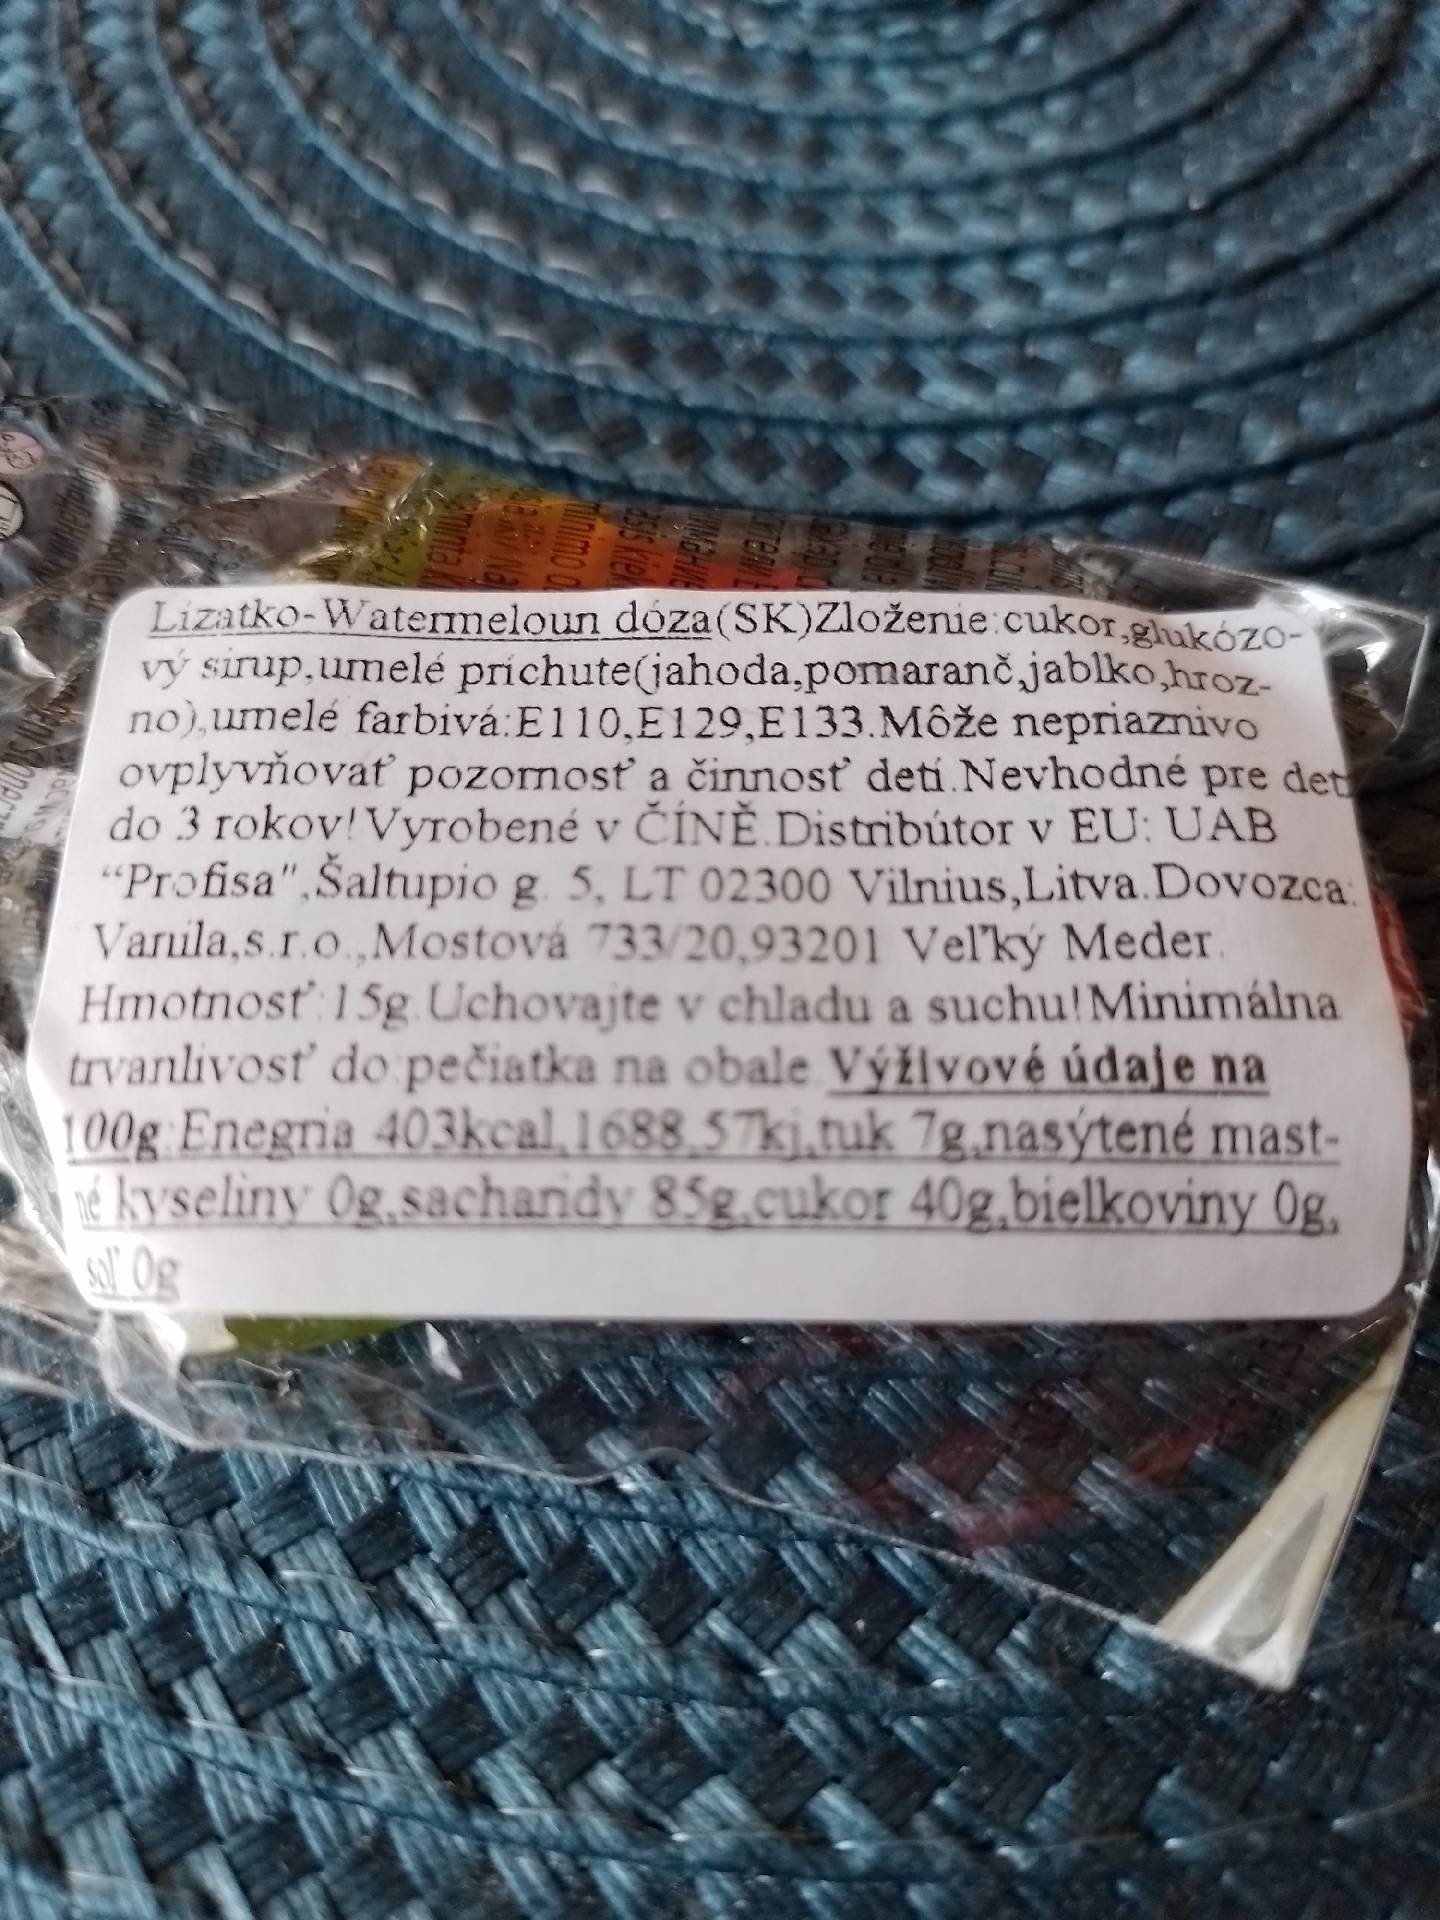 Lízatko-Watermeloun dóza(SK)Zloženie:cukor,glukózo-
vý sirup,umelé príchute(jahoda,pomaranč,jablko,hroz-
no),umelé farbivá:E110,E129,E133.Môže nepriaznivo
ovplyvňovať pozornosť a činnosť detí.Nevhodné pre deti
do 3 rokov!Vyrobené v ČÍNĚ.Distribútor v EU: UAB
“Profisa",Šaltupio g. 5, LT 02300 Vilnius,Litva.Dovozca:
Vanila,s.r.o.,Mostová 733/20,93201 Veľký Meder.
Hmotnosť:15g.Uchovajte v chladu a suchu!Minimálna
trvanlivosť do:pečiatka na obale.Výživové údaje na
100g:Enegria 403kcal,1688,57kj,tuk 7g,nasýtené mast-
né kyseliny 0g,sacharidy 85g,cukor 40g,bielkoviny 0g,
soľ 0g